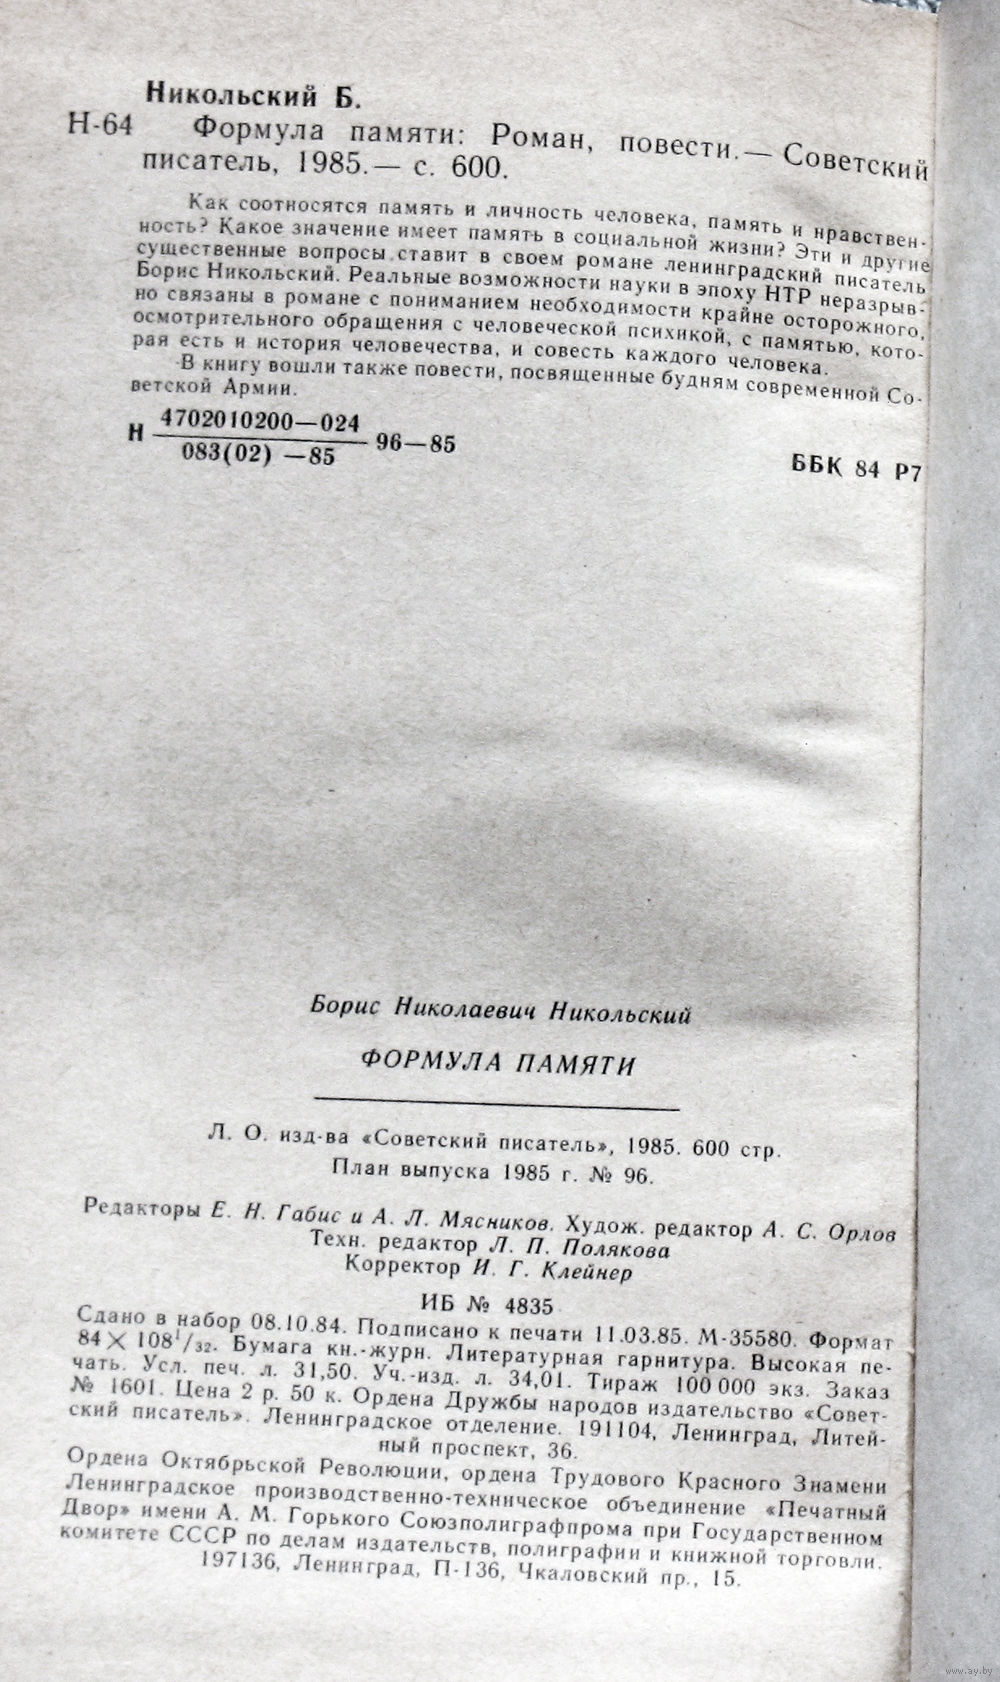 Никольский Б.
Н-64 Формула памяти: Роман, повести.— Советский
писатель, 1985.— с. 600.
Как соотносятся память и личность человека, память и нравствен-
ность? Какое значение имеет память в социальной жизни? Эти и другие
существенные вопросы ставит в своем романе ленинградский писатель
Борис Никольский. Реальные возможности науки в эпоху НТР неразрыв-
но связаны в романе с пониманием необходимости крайне осторожного,
осмотрительного обращения с человеческой психикой, с памятью, кото-
рая есть и история человечества, и совесть каждого человека.
В книгу вошли также повести, посвященные будням современной Со-
ветской Армии.
4702010200—024
Н 96—85
083(02) —85
ББК 84 Р7
Борис Николаевич Никольский
ФОРМУЛА ПАМЯТИ
Л. О. изд-ва «Советский писатель», 1985. 600 стр.
План выпуска 1985 г. № 96.
Редакторы Е. Н. Габис и А. Л. Мясников. Худож. редактор А. С. Орлов
Техн. редактор Л. П. Полякова
Корректор И. Г. Клейнер
ИБ № 4835
Сдано в набор 08.10.84. Подписано к печати 11.03.85. М-35580. Формат
84×108¹/₃₂. Бумага кн.-журн. Литературная гарнитура. Высокая пе-
чать. Усл. печ. л. 31,50. Уч.-изд. л. 34,01. Тираж 100 000 экз. Заказ
№ 1601. Цена 2 р. 50 к. Ордена Дружбы народов издательство «Совет-
ский писатель». Ленинградское отделение. 191104, Ленинград, Литей-
ный проспект, 36.
Ордена Октябрьской Революции, ордена Трудового Красного Знамени
Ленинградское производственно-техническое объединение «Печатный
Двор» имени А. М. Горького Союзполиграфпрома при Государственном
комитете СССР по делам издательств, полиграфии и книжной торговли.
197136, Ленинград, П-136, Чкаловский пр., 15.
www.ay.by